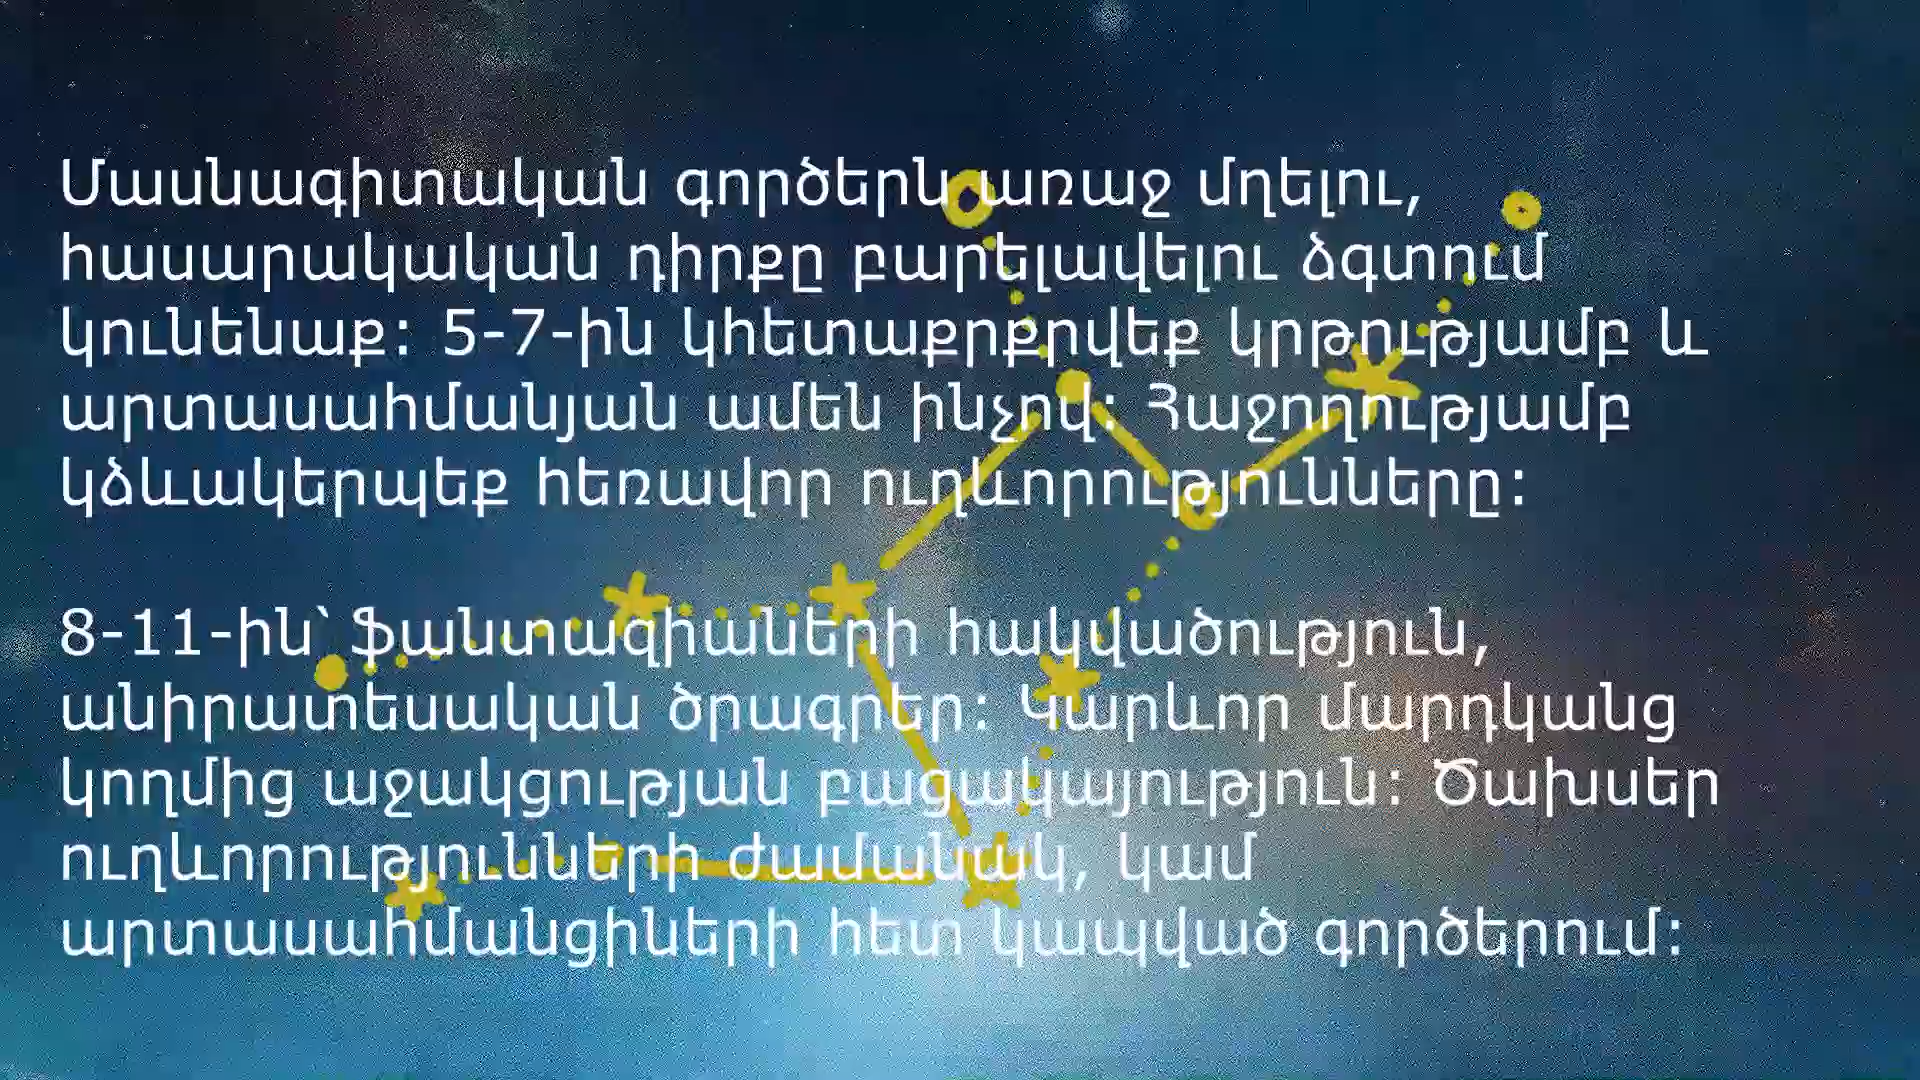 Մասնագիտական գործերն առաջ մղելու,
հասարակական դիրքը բարելավելու ձգտում
կունենաք: 5-7-ին կհետաքրքրվեք կրթությամբ և
արտասահմանյան ամեն ինչով: Հաջողությամբ
կձևակերպեք հեռավոր ուղևորությունները:
8-11-ին՝ ֆանտազիաների հակվածություն,
անիրատեսական ծրագրեր: Կարևոր մարդկանց
կողմից աջակցության բացակայություն: Ծախսեր
ուղևորությունների ժամանակ, կամ
արտասահմանցիների հետ կապված գործերում: